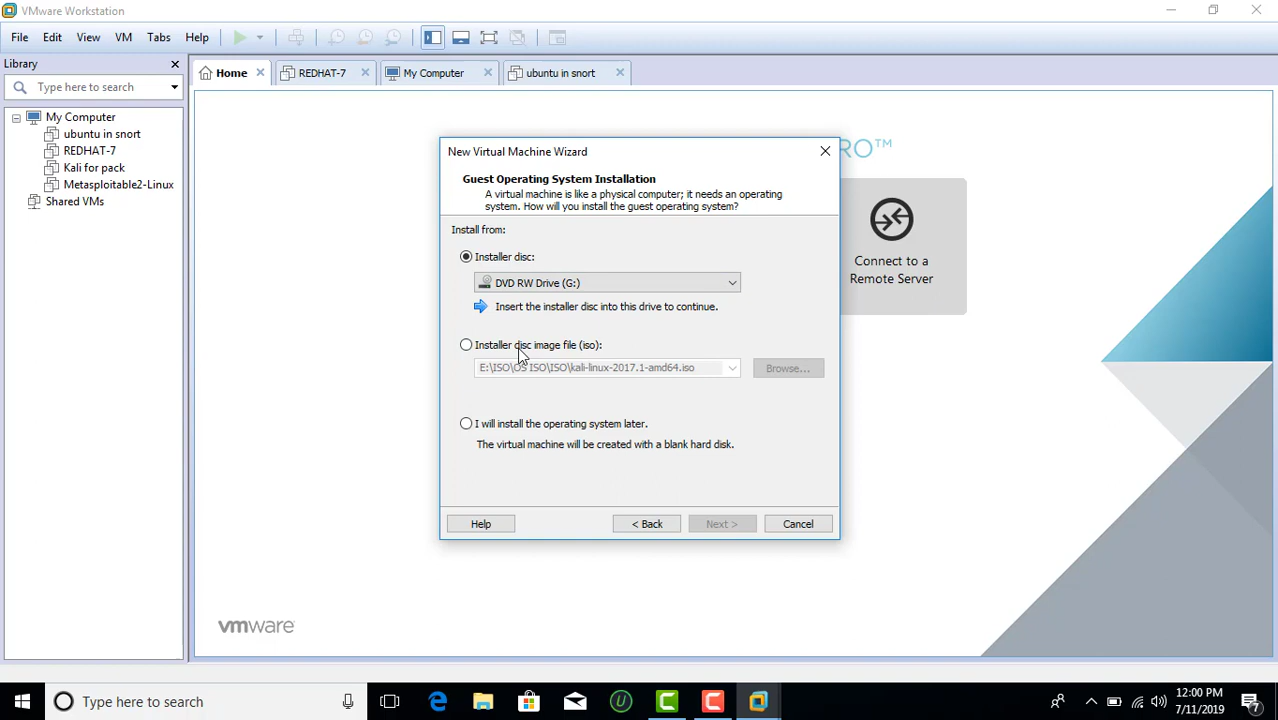 VMware Workstation
File Edit View VM Tabs Help
Library
Type here to search
My Computer
ubuntu in snort
REDHAT-7
Kali for pack
Metasploitable2-Linux
Shared VMs
Home
REDHAT-7
My Computer
ubuntu in snort
RO™
Connect to a
Remote Server
New Virtual Machine Wizard
Guest Operating System Installation
A virtual machine is like a physical computer; it needs an operating
system. How will you install the guest operating system?
Install from:
Installer disc:
DVD RW Drive (G:)
Insert the installer disc into this drive to continue.
Installer disc image file (iso):
E:\ISO\OS ISO\ISO\kali-linux-2017.1-amd64.iso
Browse...
I will install the operating system later.
The virtual machine will be created with a blank hard disk.
Help
< Back
Next >
Cancel
vmware
Type here to search
12:00 PM
7/11/2019
7